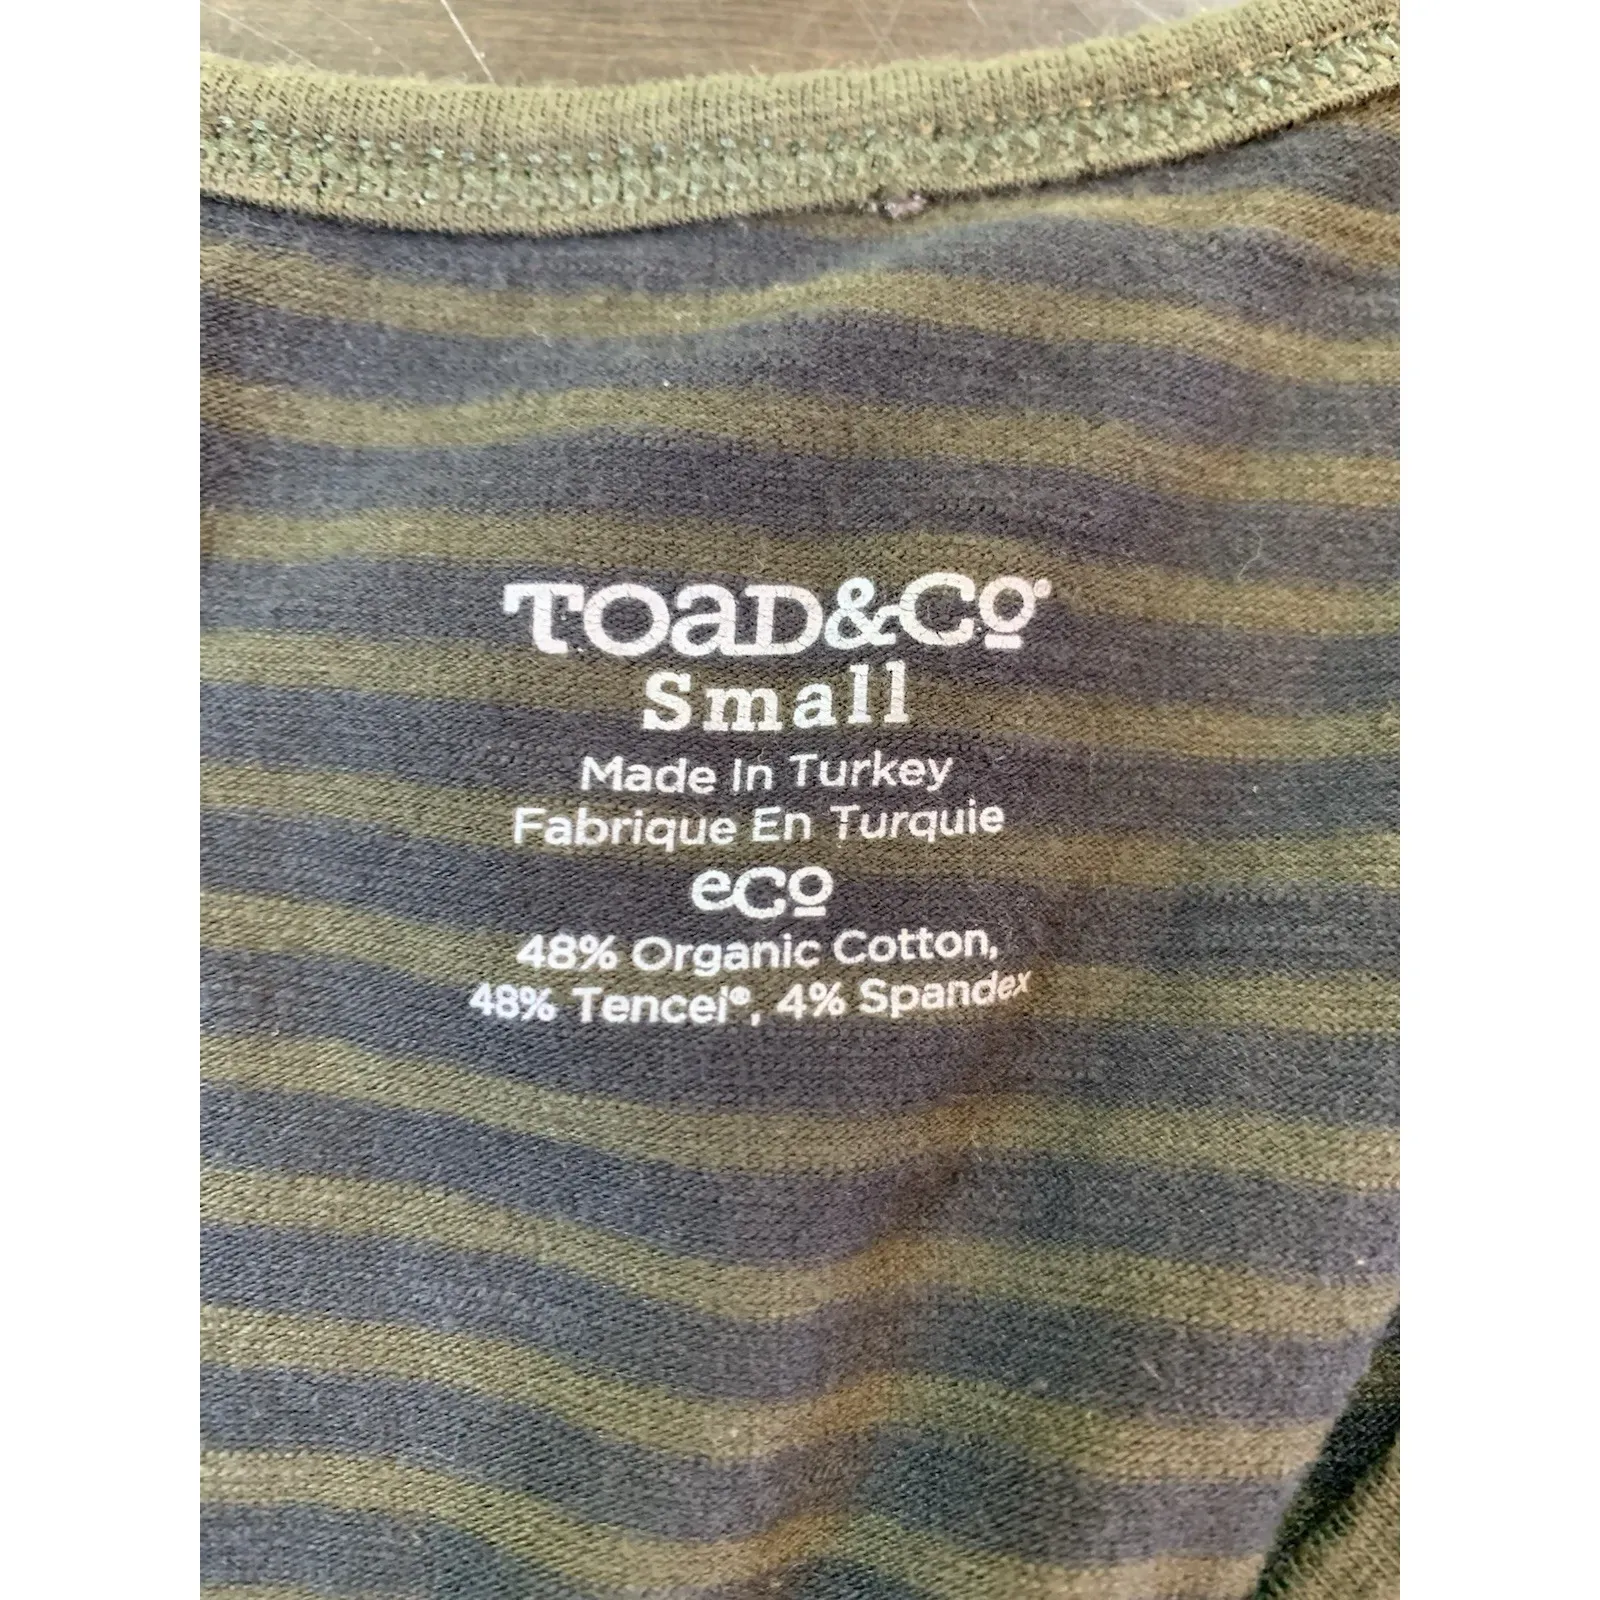 Toad&Co
Small
Made In Turkey
Fabrique En Turquie
eco
48% Organic Cotton,
48% Tencel®, 4% Spandex